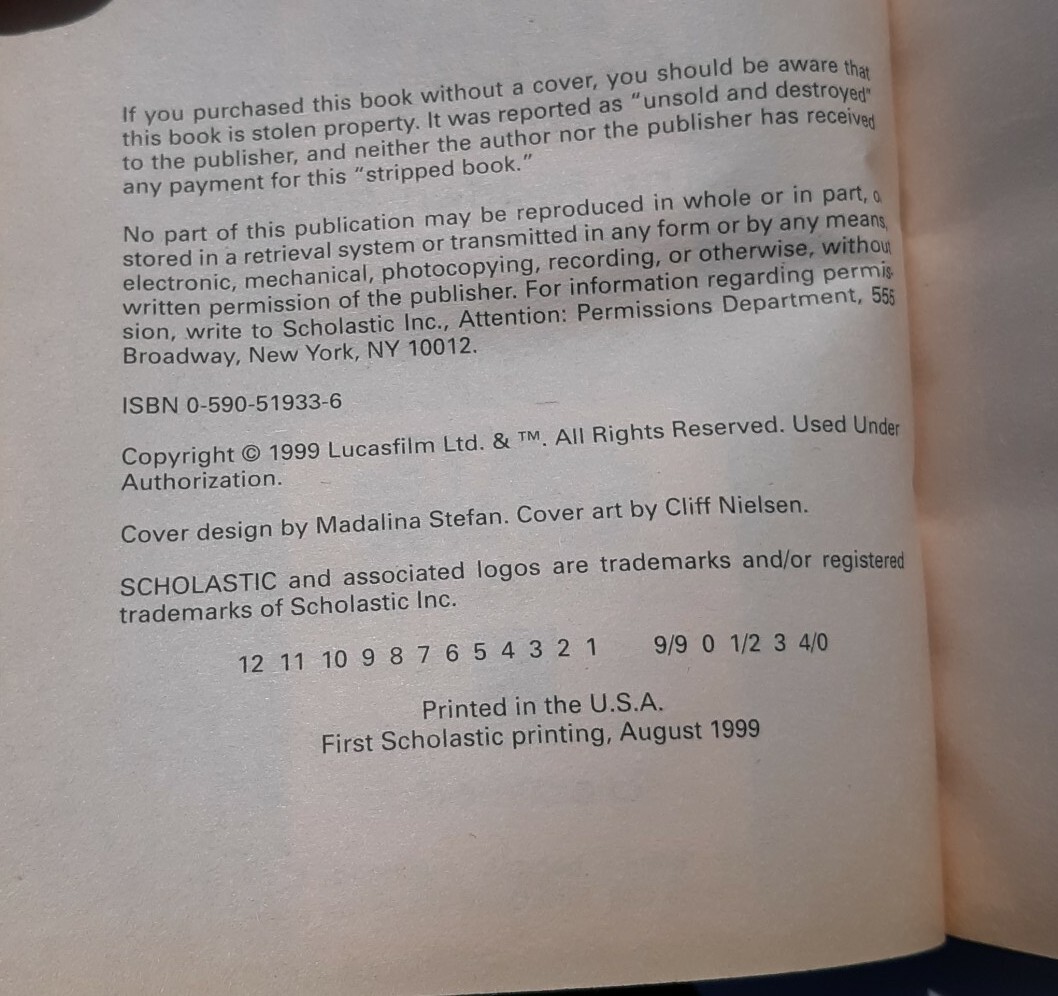 If you purchased this book without a cover, you should be aware that
this book is stolen property. It was reported as “unsold and destroyed”
to the publisher, and neither the author nor the publisher has received
any payment for this “stripped book.”
No part of this publication may be reproduced in whole or in part, o
stored in a retrieval system or transmitted in any form or by any means,
electronic, mechanical, photocopying, recording, or otherwise, without
written permission of the publisher. For information regarding permis-
sion, write to Scholastic Inc., Attention: Permissions Department, 555
Broadway, New York, NY 10012.
ISBN 0-590-51933-6
Copyright © 1999 Lucasfilm Ltd. & ™. All Rights Reserved. Used Under
Authorization.
Cover design by Madalina Stefan. Cover art by Cliff Nielsen.
SCHOLASTIC and associated logos are trademarks and/or registered
trademarks of Scholastic Inc.
12 11 10 9 8 7 6 5 4 3 2 1 9/9 0 1/2 3 4/0
Printed in the U.S.A.
First Scholastic printing, August 1999